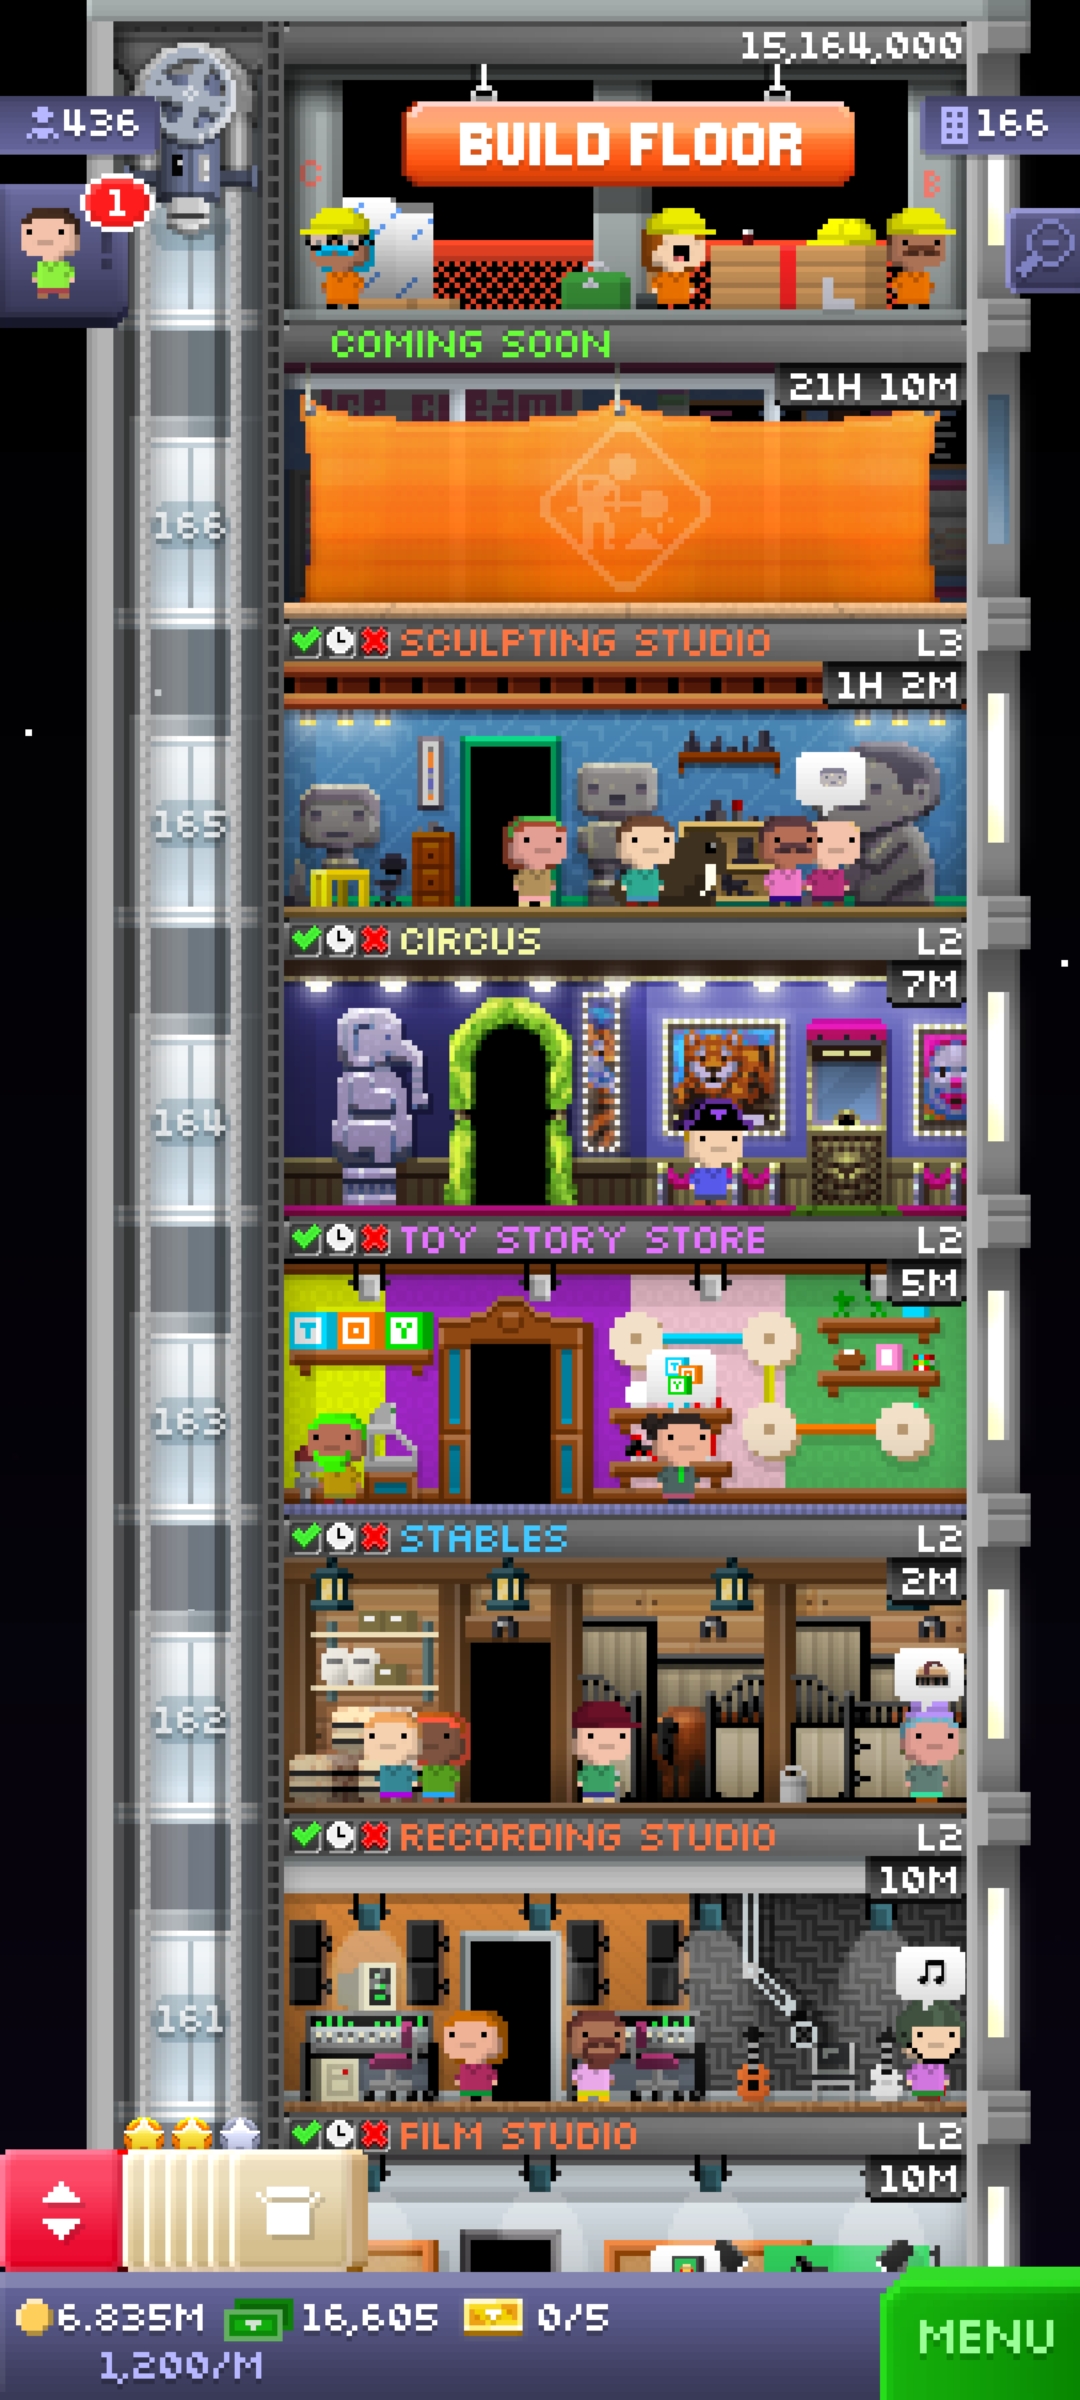 15,164,000
436
BUILD FLOOR
166
1
C
B
COMING SOON
21H 10M
ice cream!
166
SCULPTING STUDIO L3
1H 2M
165
CIRCUS L2
7M
164
TOY STORY STORE L2
5M
TOY
163
STABLES L2
2M
162
RECORDING STUDIO L2
10M
161
FILM STUDIO L2
10M
6.835M 16,605 0/5
1,200/M
MENU